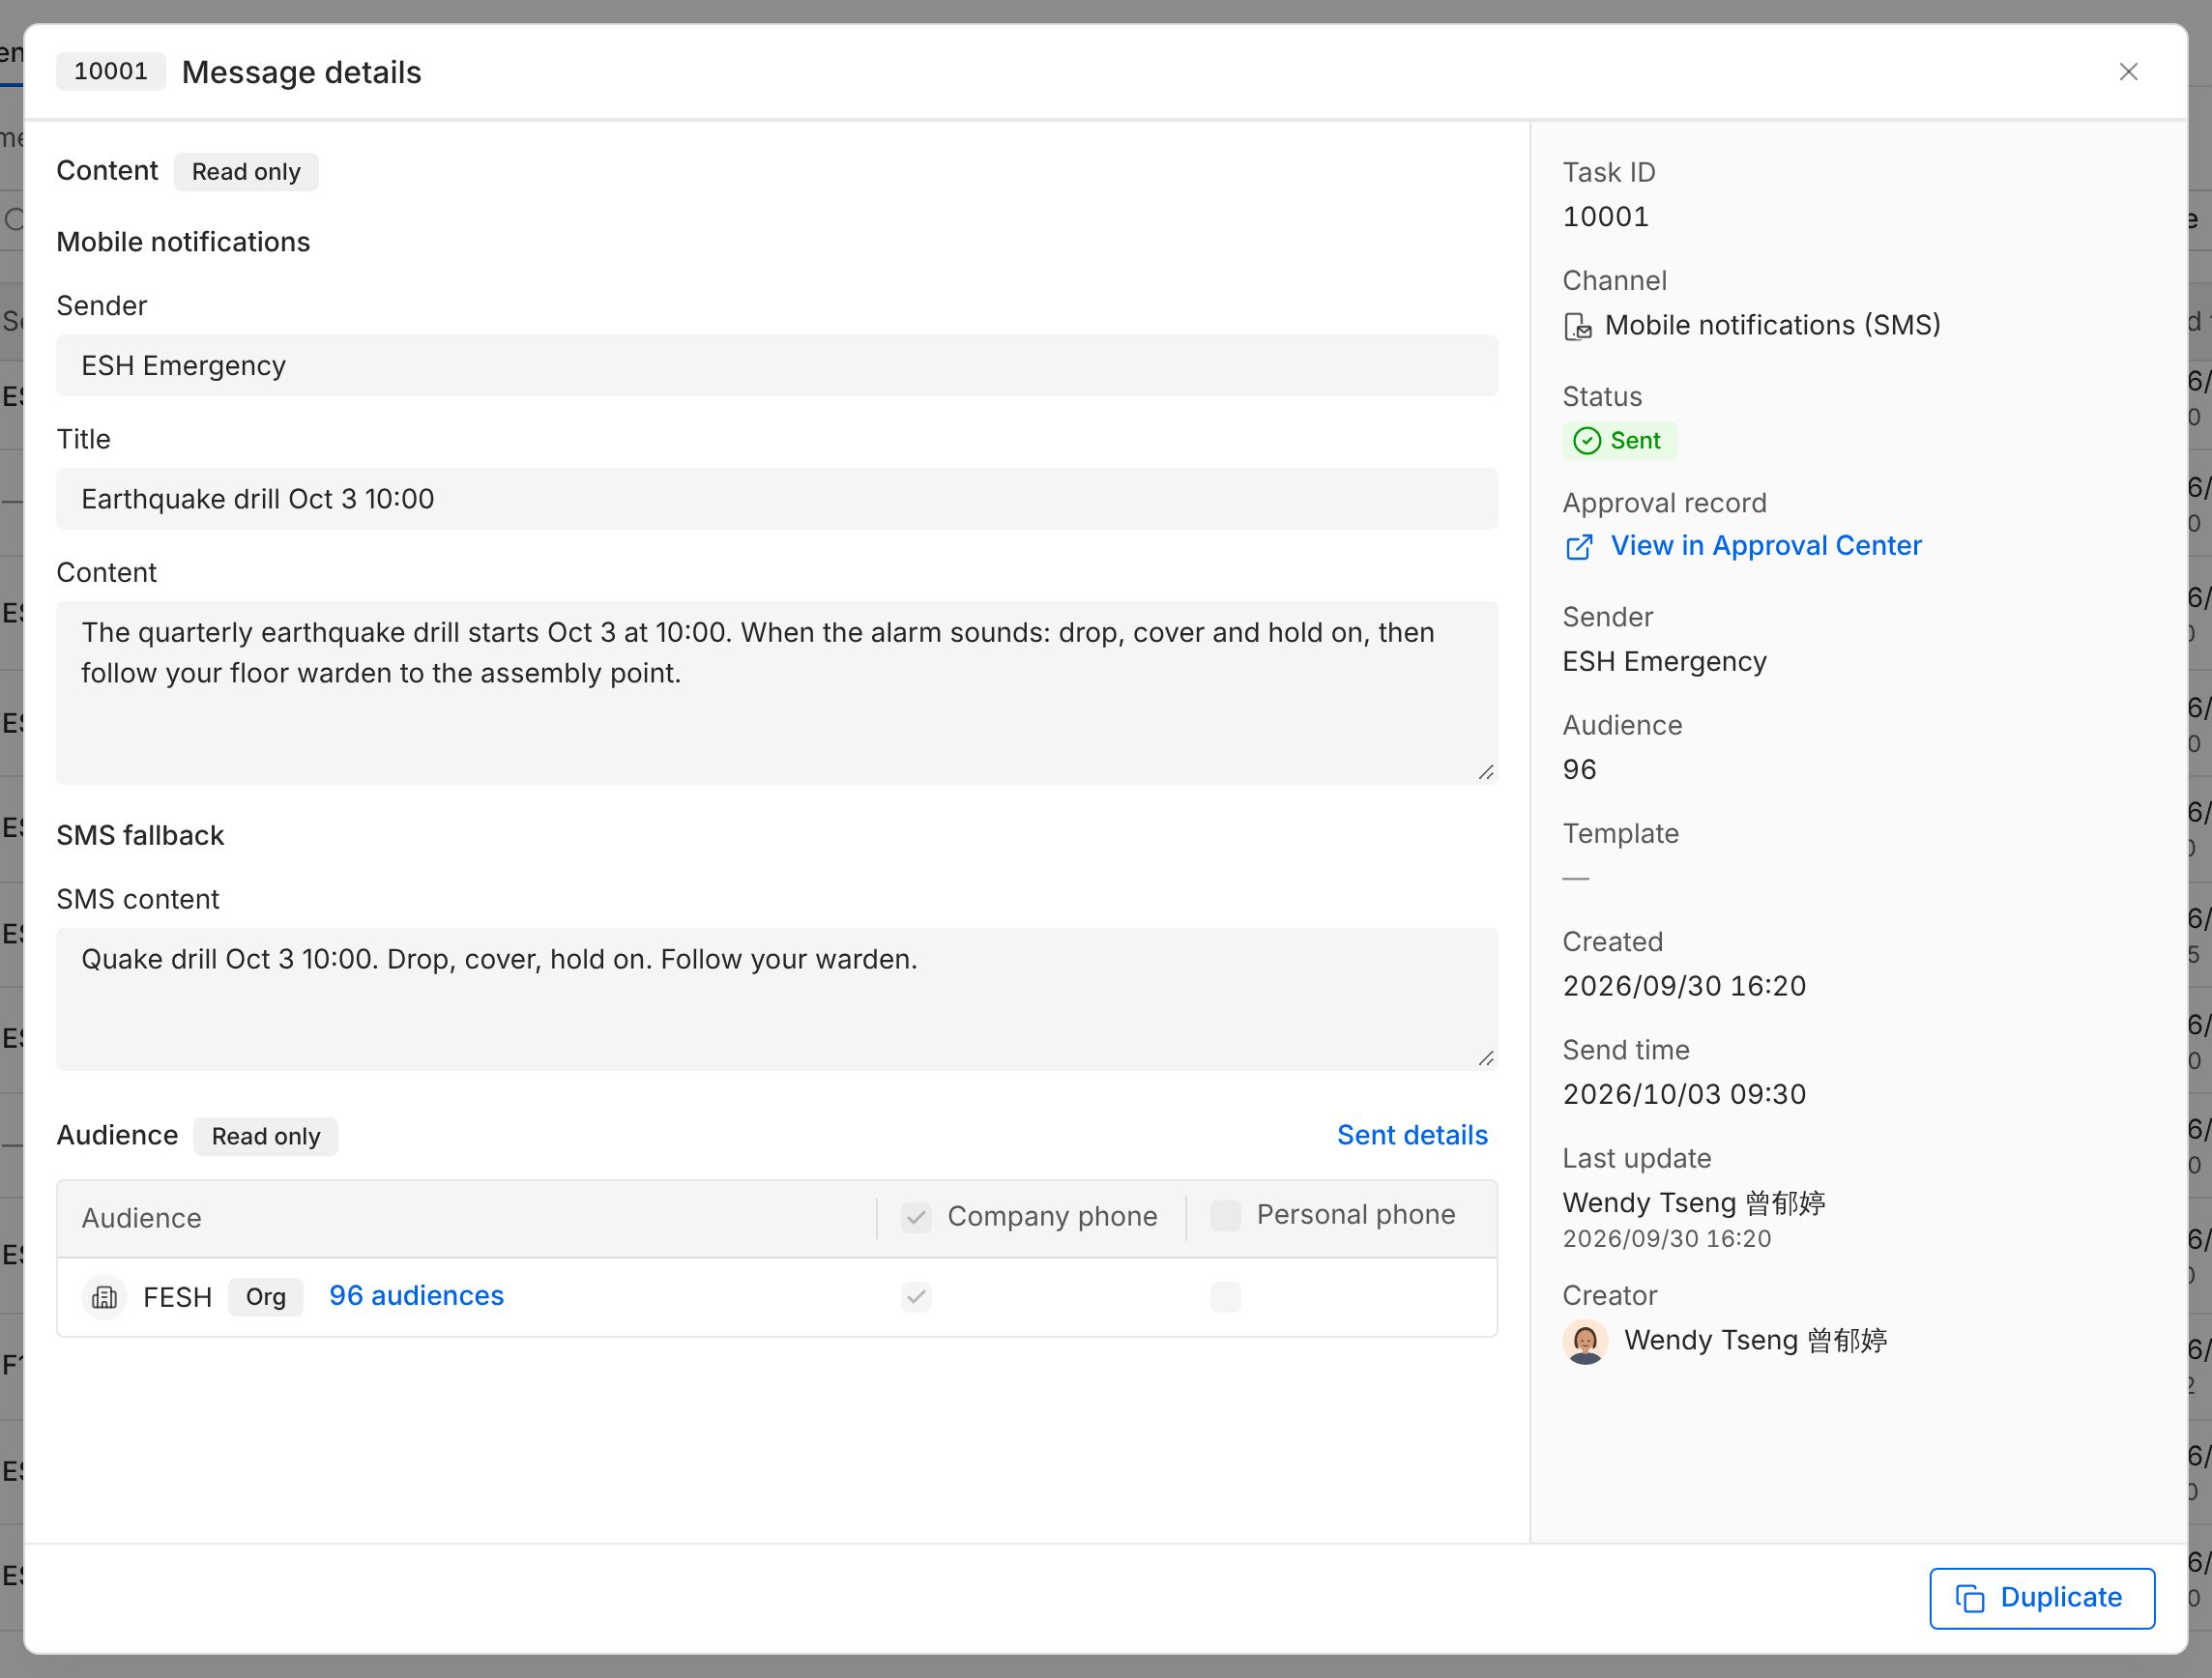 10001 Message details
Content Read only
Mobile notifications
Sender
ESH Emergency
Title
Earthquake drill Oct 3 10:00
Content
The quarterly earthquake drill starts Oct 3 at 10:00. When the alarm sounds: drop, cover and hold on, then
follow your floor warden to the assembly point.
SMS fallback
SMS content
Quake drill Oct 3 10:00. Drop, cover, hold on. Follow your warden.
Audience Read only Sent details
Audience Company phone Personal phone
FESH Org 96 audiences
Task ID
10001
Channel
Mobile notifications (SMS)
Status
Sent
Approval record
View in Approval Center
Sender
ESH Emergency
Audience
96
Template
—
Created
2026/09/30 16:20
Send time
2026/10/03 09:30
Last update
Wendy Tseng 曾郁婷
2026/09/30 16:20
Creator
Wendy Tseng 曾郁婷
Duplicate